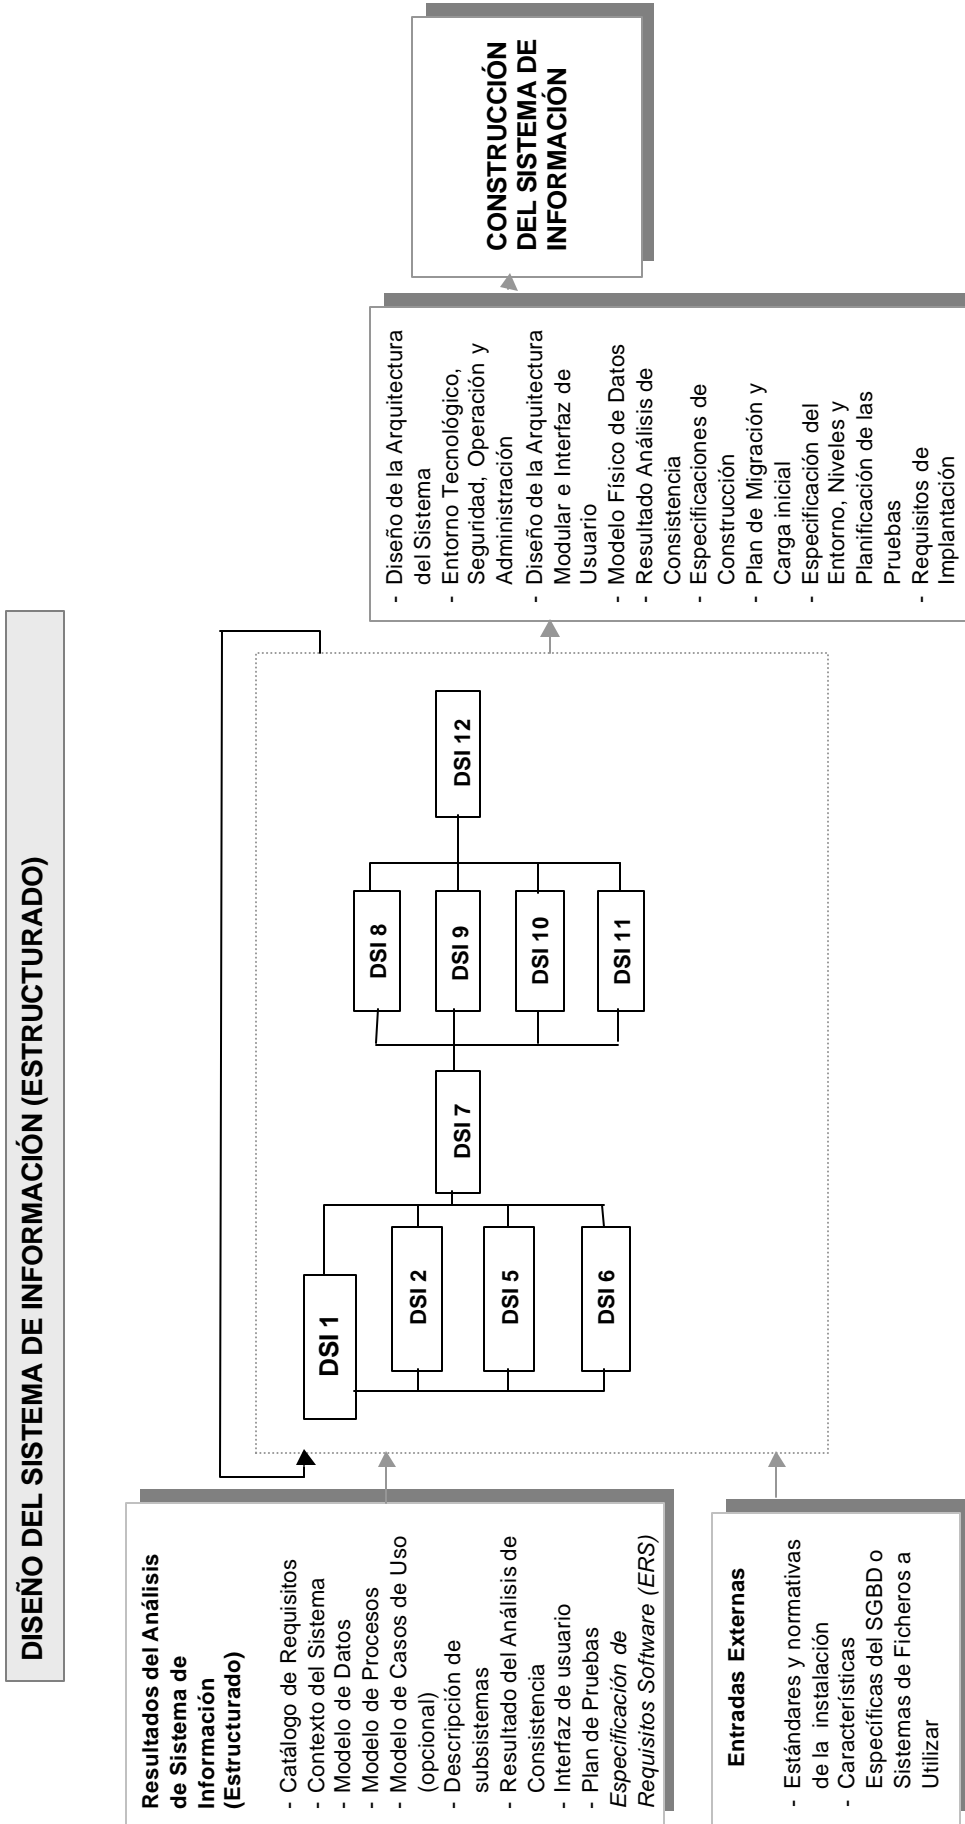 DISEÑO DEL SISTEMA DE INFORMACIÓN (ESTRUCTURADO)
Resultados del Análisis
de Sistema de
Información
(Estructurado)
- Catálogo de Requisitos
- Contexto del Sistema
- Modelo de Datos
- Modelo de Procesos
- Modelo de Casos de Uso
(opcional)
- Descripción de
subsistemas
- Resultado del Análisis de
Consistencia
- Interfaz de usuario
- Plan de Pruebas
Especificación de
Requisitos Software (ERS)
Entradas Externas
- Estándares y normativas
de la instalación
- Características
Específicas del SGBD o
Sistemas de Ficheros a
Utilizar
DSI 1
DSI 2
DSI 5
DSI 6
DSI 7
DSI 8
DSI 9
DSI 10
DSI 11
DSI 12
- Diseño de la Arquitectura
del Sistema
- Entorno Tecnológico,
Seguridad, Operación y
Administración
- Diseño de la Arquitectura
Modular e Interfaz de
Usuario
- Modelo Físico de Datos
- Resultado Análisis de
Consistencia
- Especificaciones de
Construcción
- Plan de Migración y
Carga inicial
- Especificación del
Entorno, Niveles y
Planificación de las
Pruebas
- Requisitos de
Implantación
CONSTRUCCIÓN
DEL SISTEMA DE
INFORMACIÓN